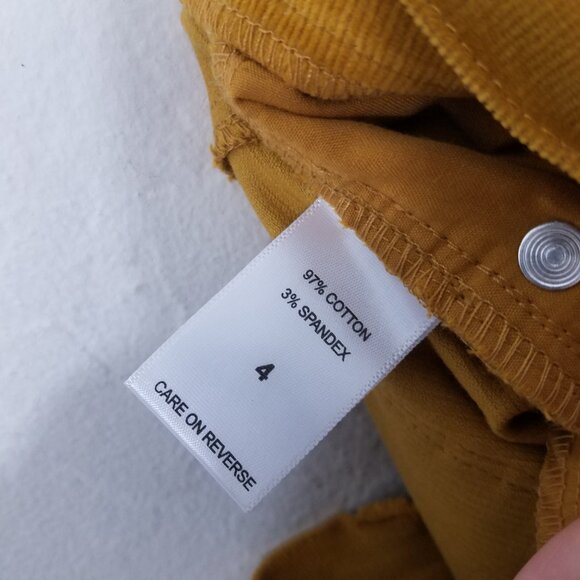 97% COTTON
3% SPANDEX
4
CARE ON REVERSE